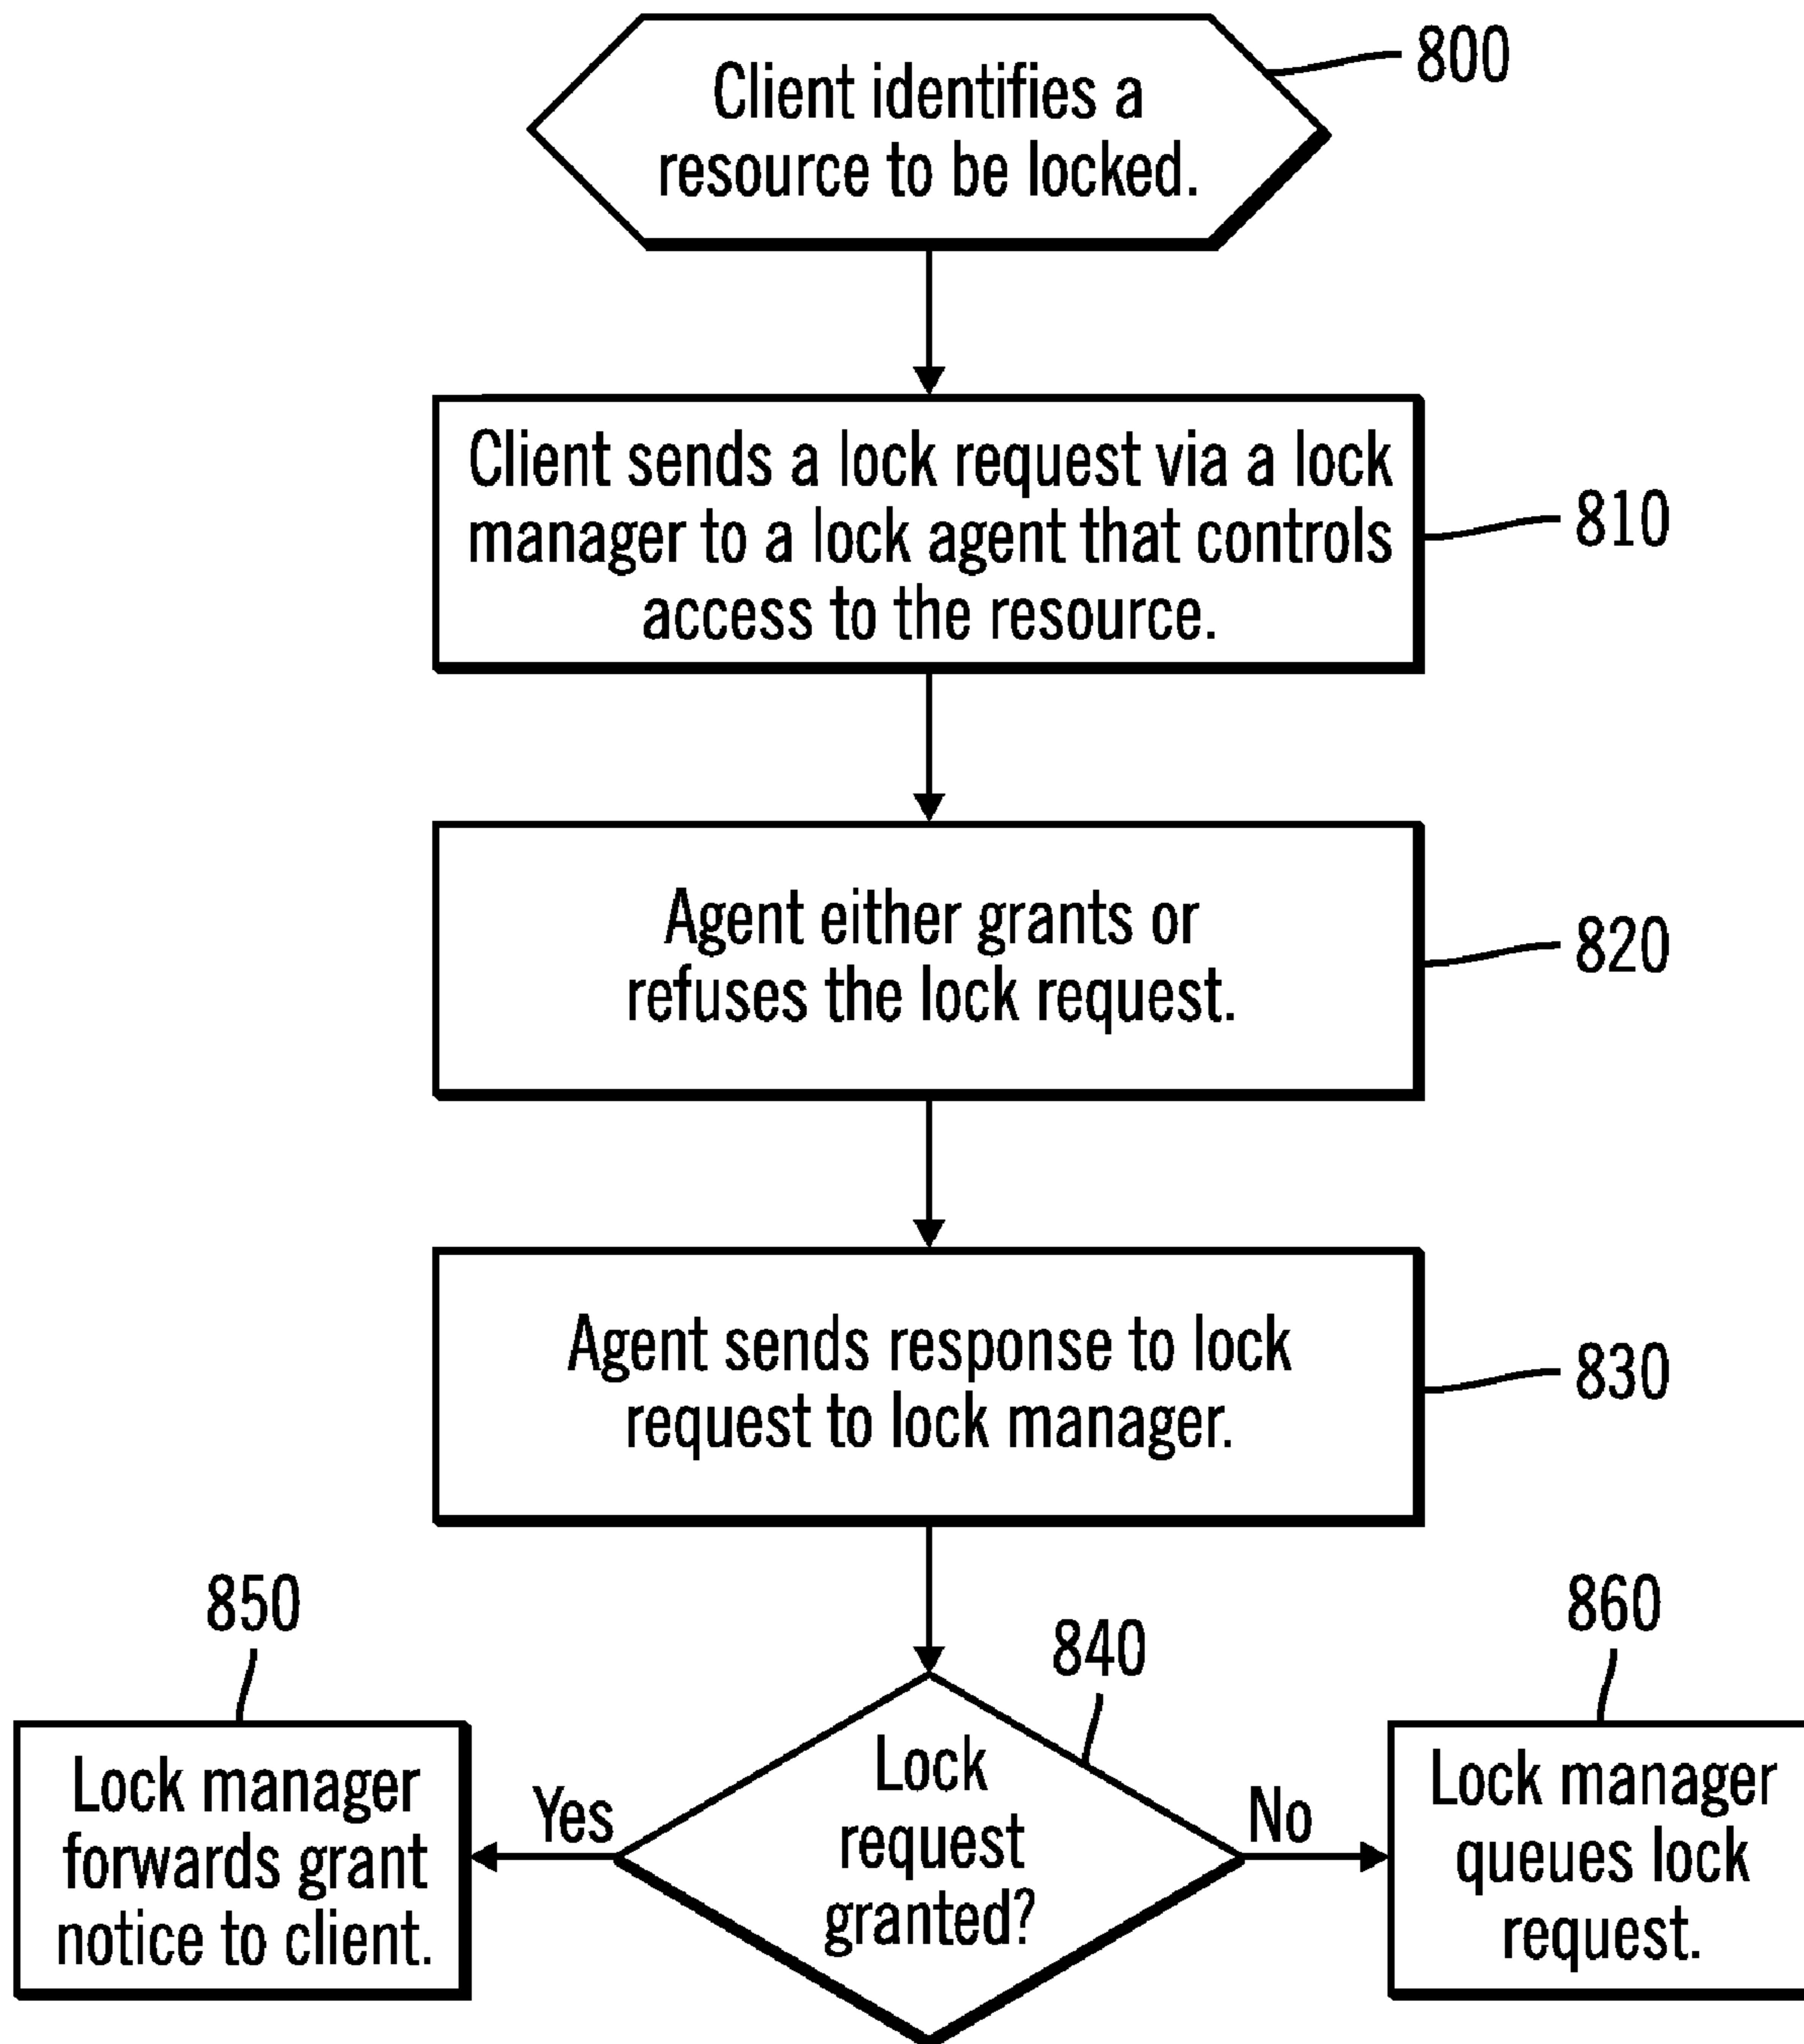 Client identifies a
resource to be locked.
800
Client sends a lock request via a lock
manager to a lock agent that controls
access to the resource.
810
Agent either grants or
refuses the lock request.
820
Agent sends response to lock
request to lock manager.
830
850
Lock manager
forwards grant
notice to client.
Yes
840
Lock
request
granted?
No
860
Lock manager
queues lock
request.